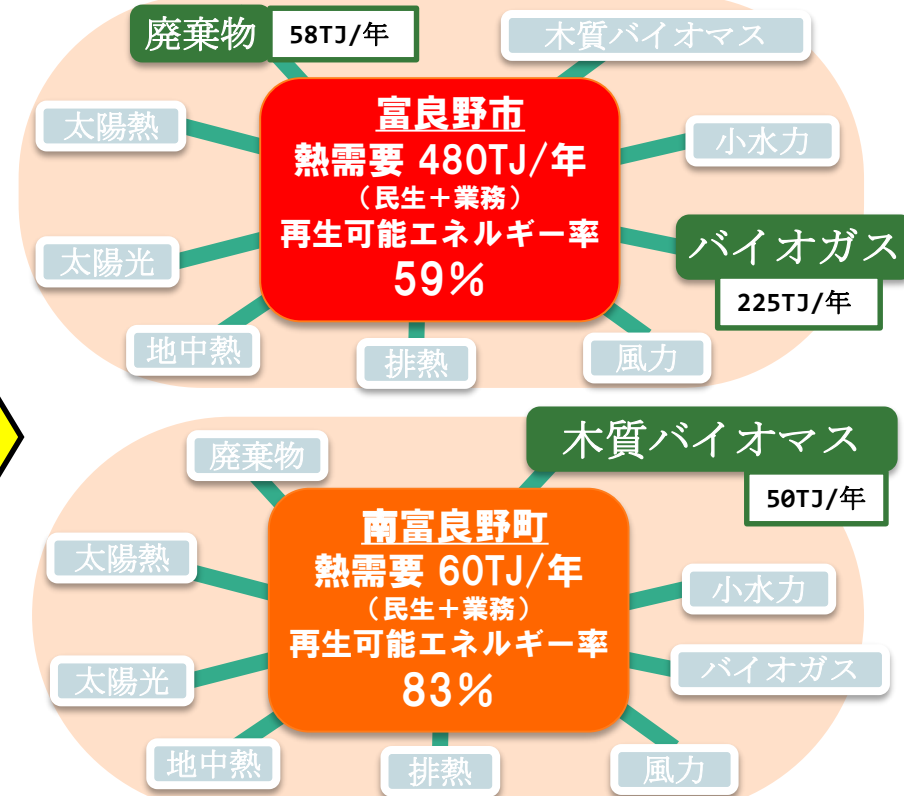 廃棄物
58TJ/年
木質バイオマス
太陽熱
小水力
富良野市
熱需要 480TJ/年
（民生＋業務）
再生可能エネルギー率
59%
太陽光
バイオガス
225TJ/年
地中熱
排熱
風力
木質バイオマス
50TJ/年
廃棄物
太陽熱
小水力
南富良野町
熱需要 60TJ/年
（民生＋業務）
再生可能エネルギー率
83%
太陽光
バイオガス
地中熱
排熱
風力